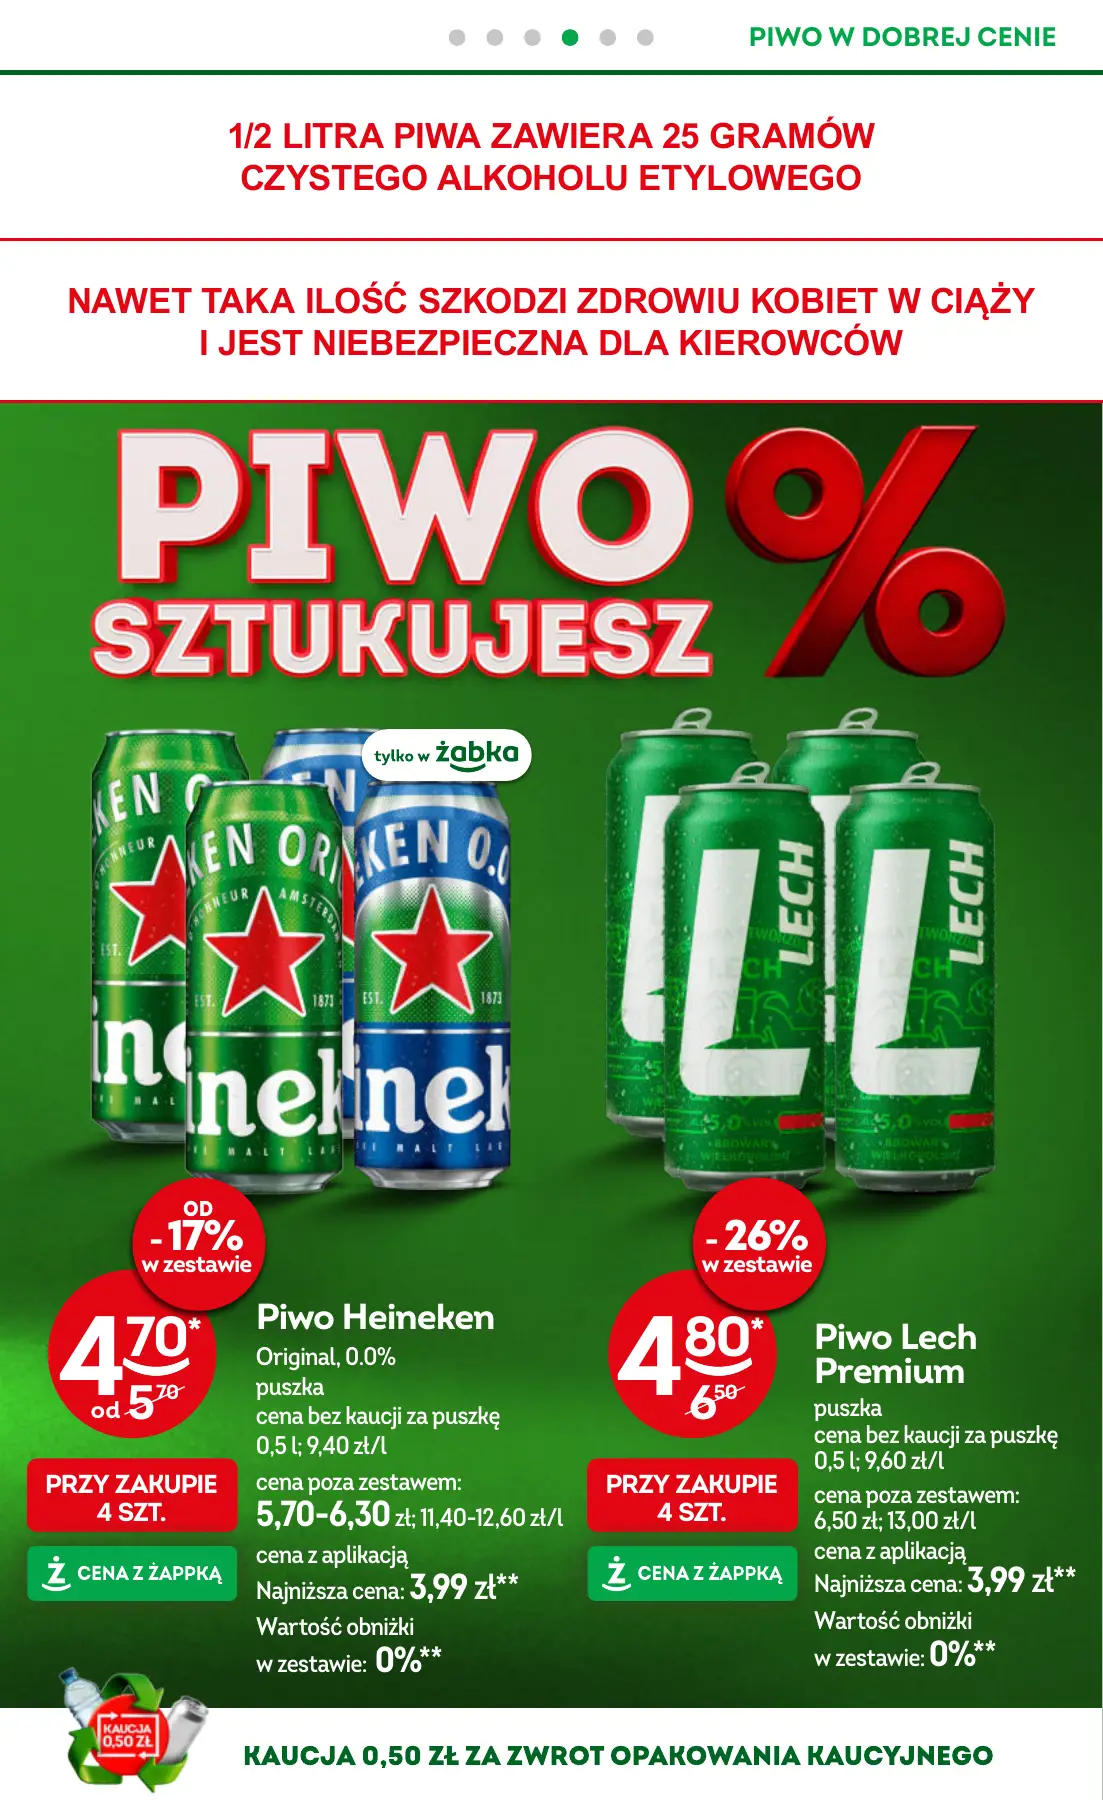 PIWO W DOBREJ CENIE
1/2 LITRA PIWA ZAWIERA 25 GRAMÓW
CZYSTEGO ALKOHOLU ETYLOWEGO
NAWET TAKA ILOŚĆ SZKODZI ZDROWIU KOBIET W CIĄŻY
I JEST NIEBEZPIECZNA DLA KIEROWCÓW
PIWO %
SZTUKUJESZ
tylko w żabka
LECH
LECH
OD
-17%
w zestawie
4 70*
od 5 70
PRZY ZAKUPIE
4 SZT.
ż CENA Z ŻAPPKĄ
Piwo Heineken
Original, 0.0%
puszka
cena bez kaucji za puszkę
0,5 l; 9,40 zł/l
cena poza zestawem:
5,70-6,30 zł; 11,40-12,60 zł/l
cena z aplikacją
Najniższa cena: 3,99 zł**
Wartość obniżki
w zestawie: 0%**
-26%
w zestawie
4 80*
6 50
PRZY ZAKUPIE
4 SZT.
ż CENA Z ŻAPPKĄ
Piwo Lech
Premium
puszka
cena bez kaucji za puszkę
0,5 l; 9,60 zł/l
cena poza zestawem:
6,50 zł; 13,00 zł/l
cena z aplikacją
Najniższa cena: 3,99 zł**
Wartość obniżki
w zestawie: 0%**
KAUCJA
0,50 ZŁ
KAUCJA 0,50 ZŁ ZA ZWROT OPAKOWANIA KAUCYJNEGO